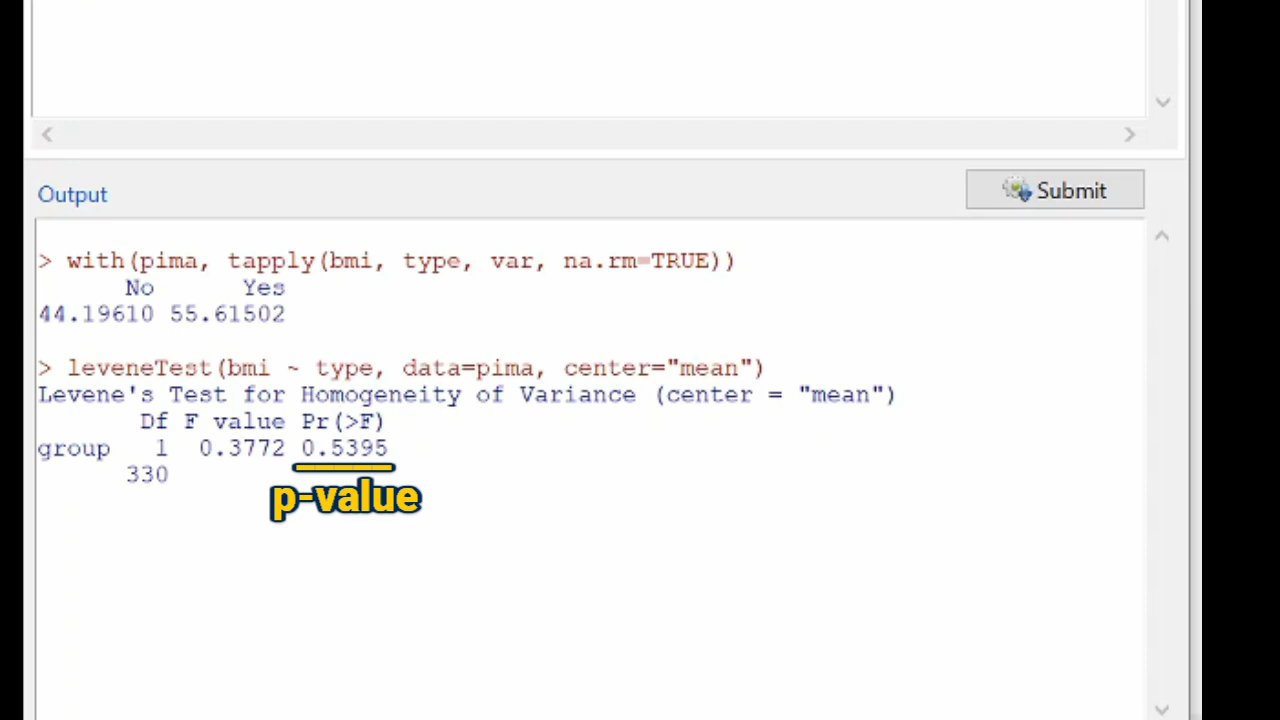 Output
Submit
> with(pima, tapply(bmi, type, var, na.rm=TRUE))
No Yes
44.19610 55.61502
> leveneTest(bmi ~ type, data=pima, center="mean")
Levene's Test for Homogeneity of Variance (center = "mean")
Df F value Pr(>F)
group 1 0.3772 0.5395
330
p-value